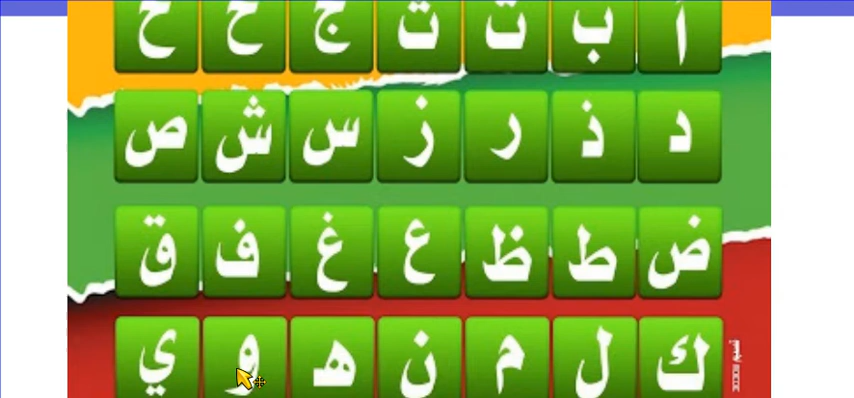 أ ب ت ث ج ح خ
د ذ ر ز س ش ص
ض ط ظ ع غ ف ق
ك ل م ن هـ و ي